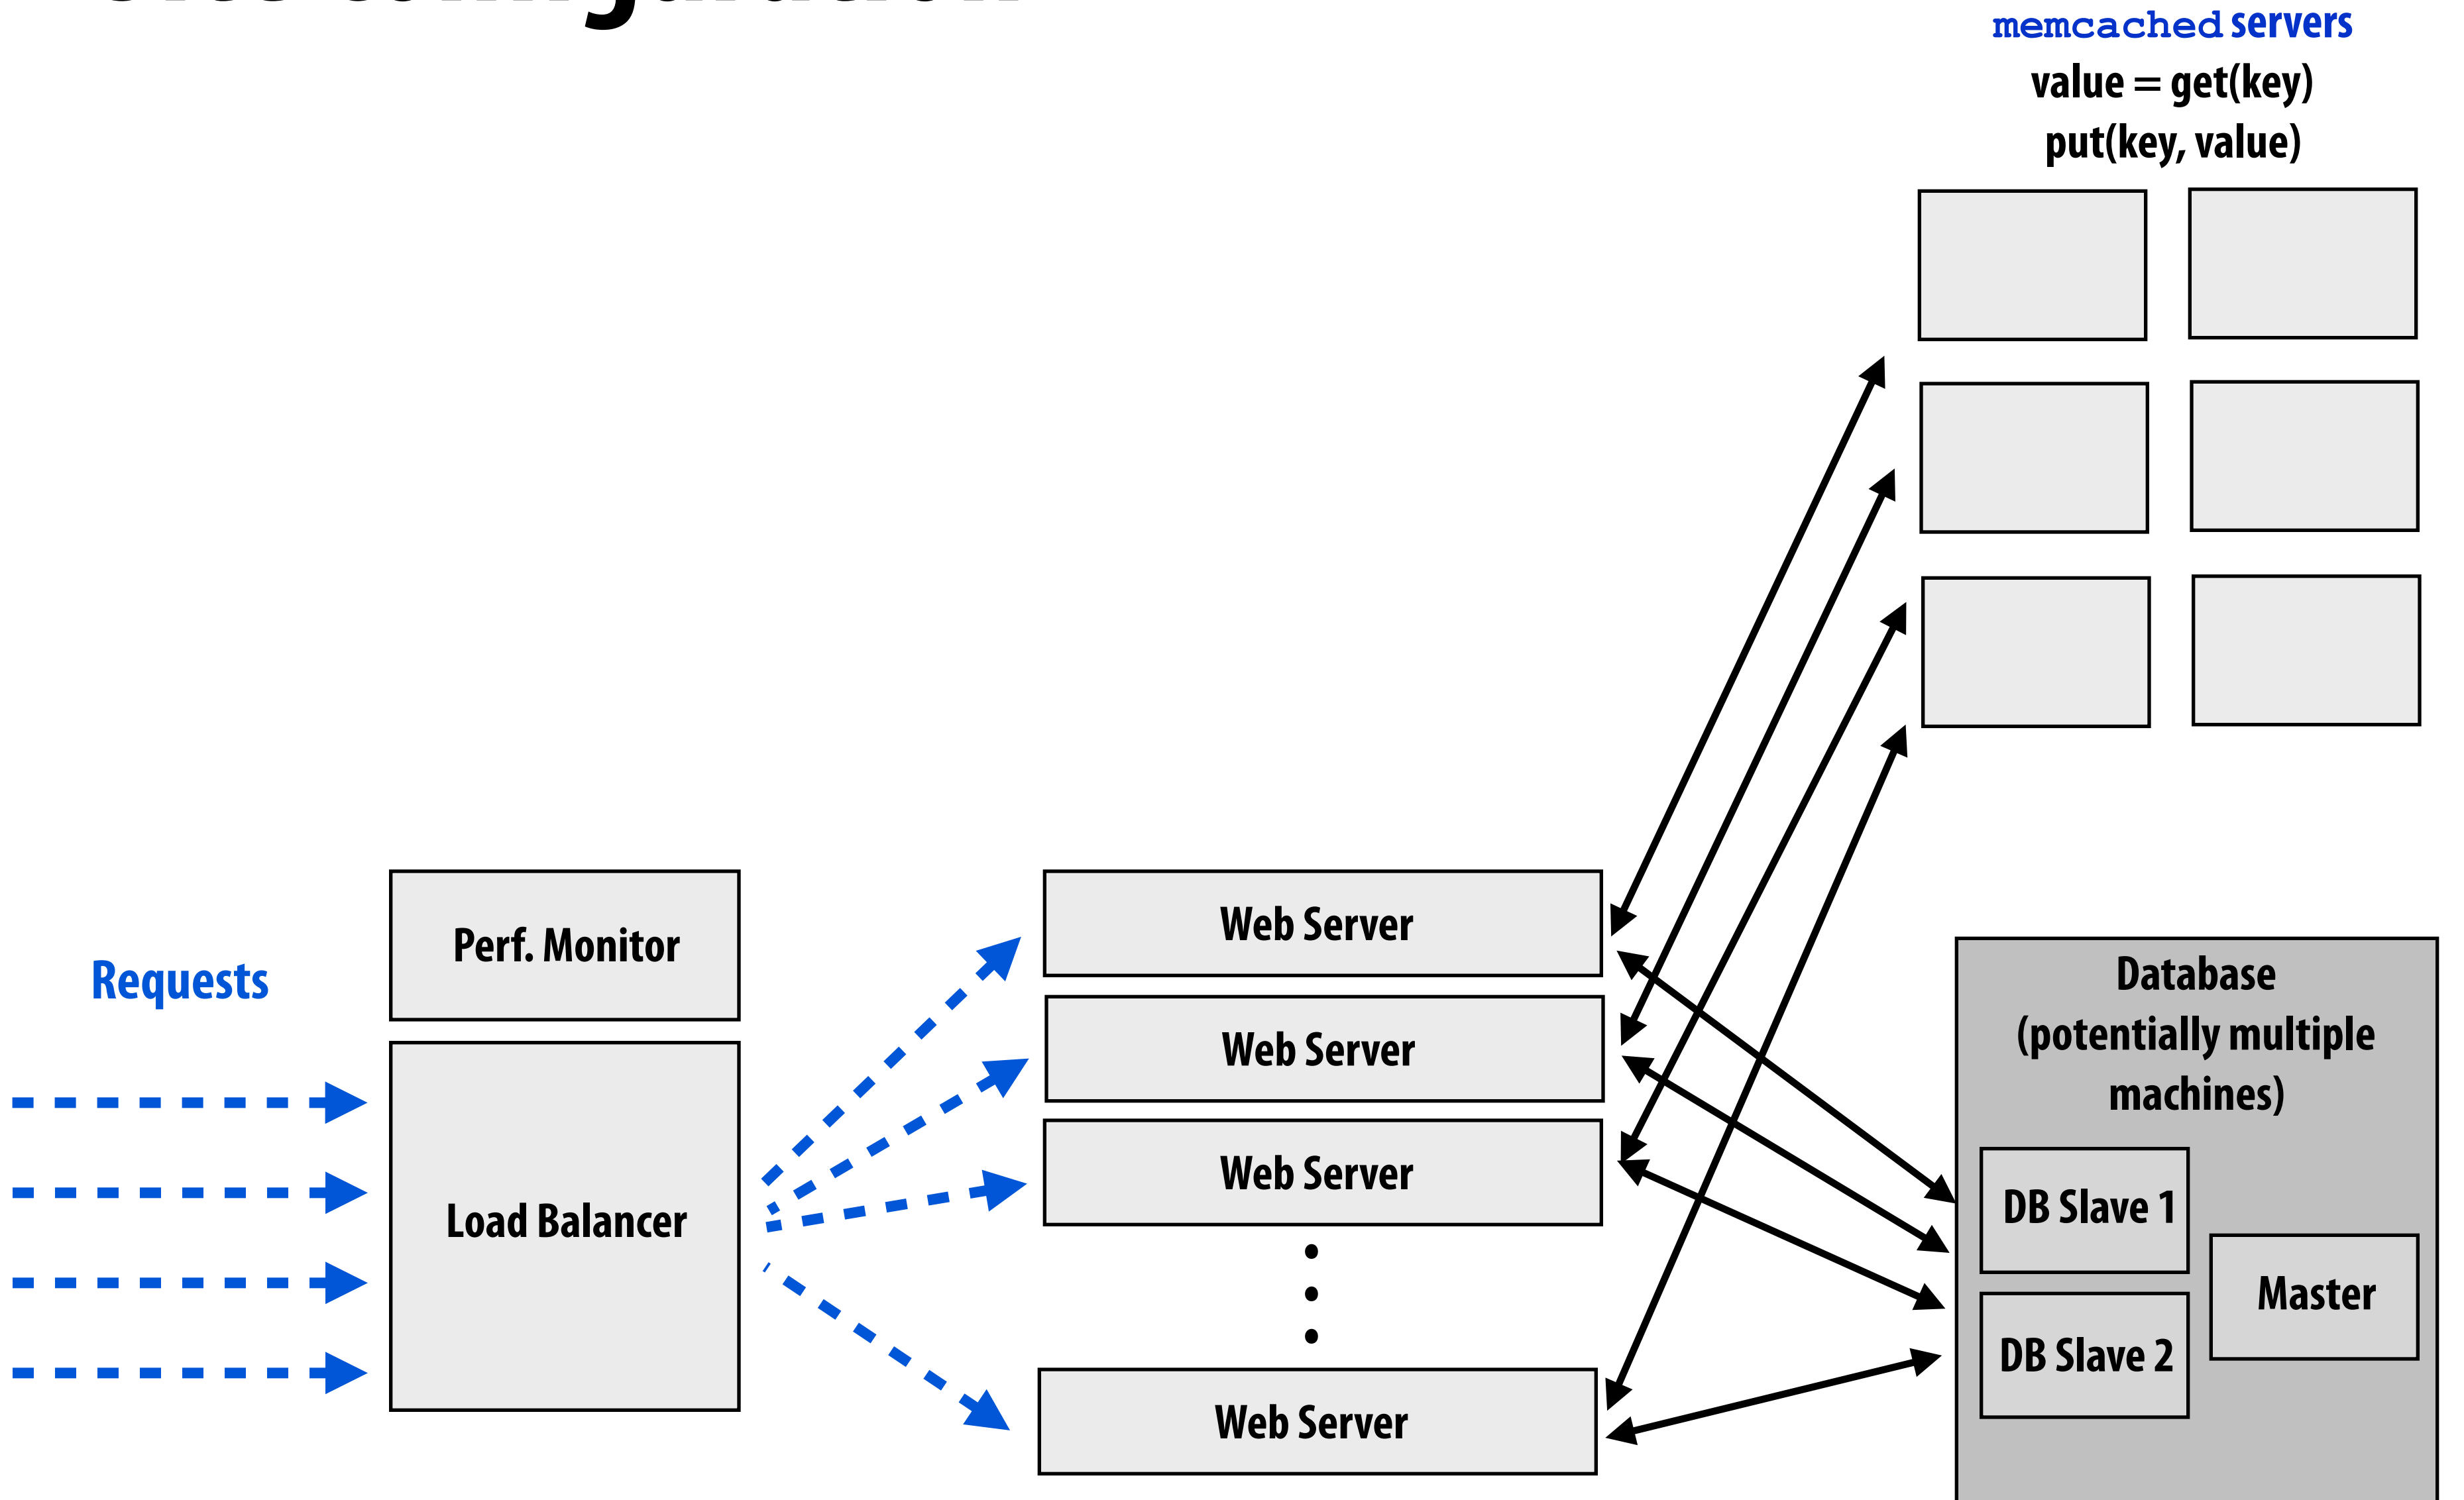 memcached servers
value = get(key)
put(key, value)
Perf. Monitor
Requests
Load Balancer
Web Server
Web Server
Web Server
Web Server
Database
(potentially multiple
machines)
DB Slave 1
Master
DB Slave 2